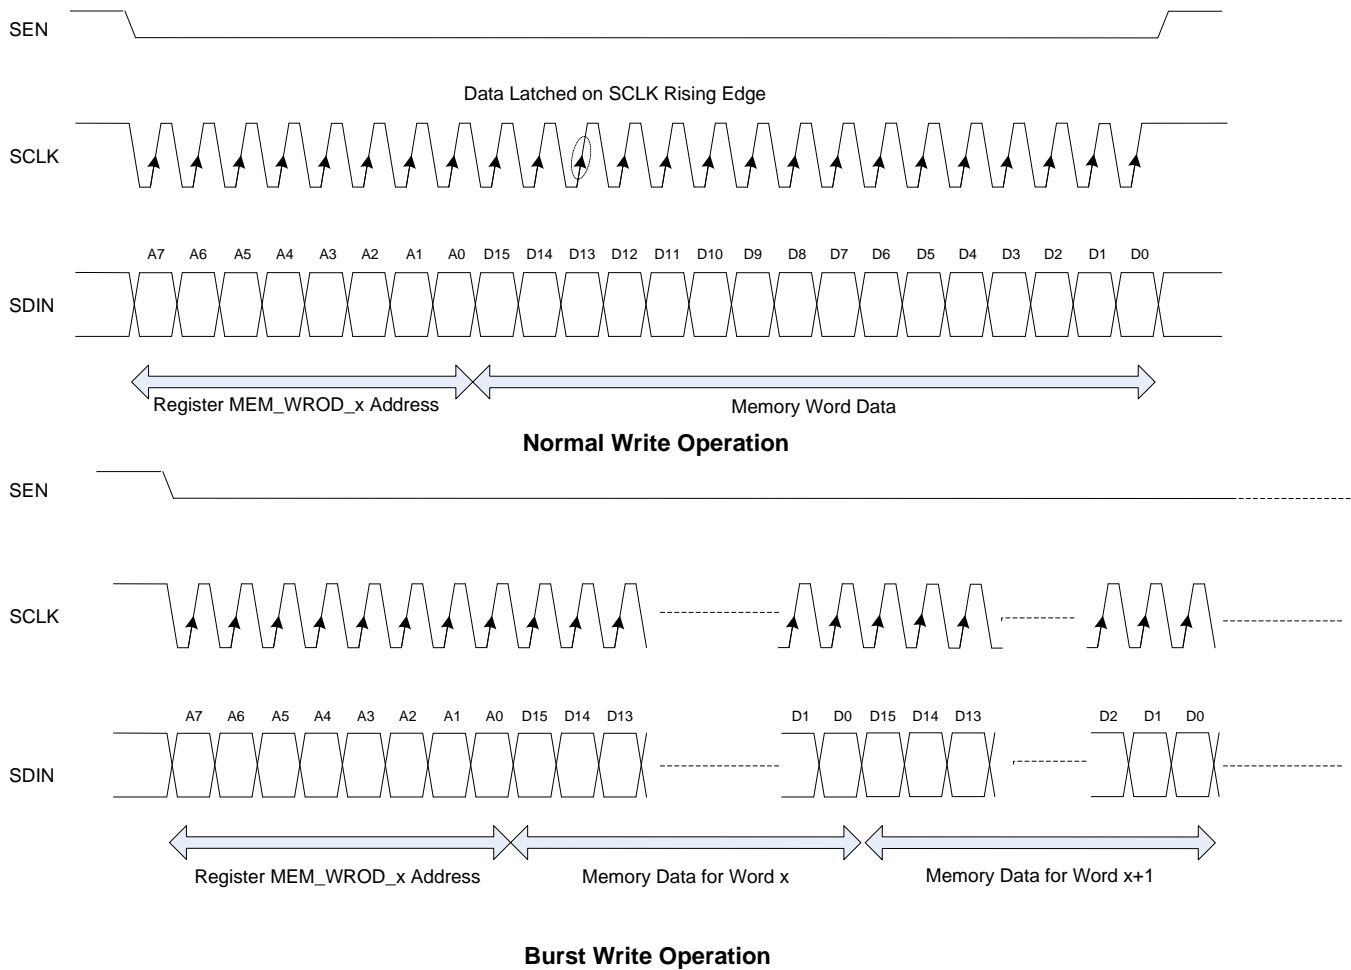 SEN
Data Latched on SCLK Rising Edge
SCLK
A7 A6 A5 A4 A3 A2 A1 A0 D15 D14 D13 D12 D11 D10 D9 D8 D7 D6 D5 D4 D3 D2 D1 D0
SDIN
Register MEM_WROD_x Address Memory Word Data
Normal Write Operation
SEN
SCLK
A7 A6 A5 A4 A3 A2 A1 A0 D15 D14 D13 D1 D0 D15 D14 D13 D2 D1 D0
SDIN
Register MEM_WROD_x Address Memory Data for Word x Memory Data for Word x+1
Burst Write Operation